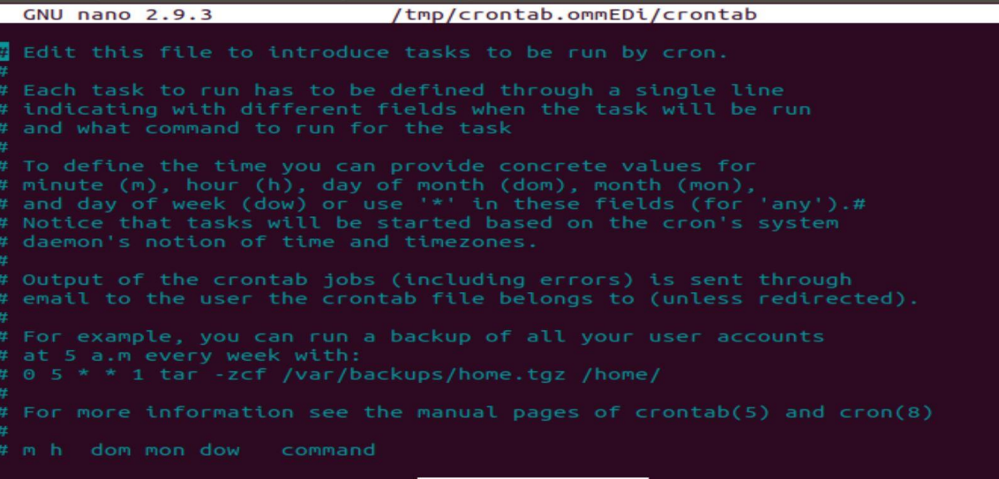 GNU nano 2.9.3 /tmp/crontab.ommEDi/crontab
# Edit this file to introduce tasks to be run by cron.
#
# Each task to run has to be defined through a single line
# indicating with different fields when the task will be run
# and what command to run for the task
#
# To define the time you can provide concrete values for
# minute (m), hour (h), day of month (dom), month (mon),
# and day of week (dow) or use '*' in these fields (for 'any').#
# Notice that tasks will be started based on the cron's system
# daemon's notion of time and timezones.
#
# Output of the crontab jobs (including errors) is sent through
# email to the user the crontab file belongs to (unless redirected).
#
# For example, you can run a backup of all your user accounts
# at 5 a.m every week with:
# 0 5 * * 1 tar -zcf /var/backups/home.tgz /home/
#
# For more information see the manual pages of crontab(5) and cron(8)
#
# m h  dom mon dow   command